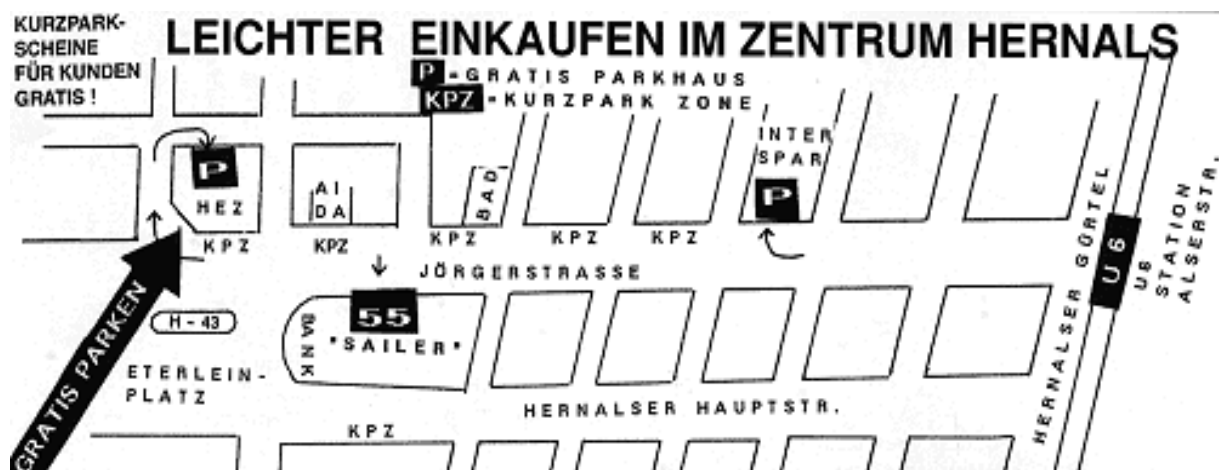 KURZPARK-
SCHEINE
FÜR KUNDEN
GRATIS !
LEICHTER EINKAUFEN IM ZENTRUM HERNALS
P - GRATIS PARKHAUS
KPZ - KURZPARK ZONE
INTER
SPAR
P
P
HEZ
KPZ
AI
DA
KPZ
BAD
KPZ
KPZ
KPZ
JÖRGERSTRASSE
GRATIS PARKEN
H - 43
ETERLEIN-
PLATZ
BANK
55
"SAILER"
HERNALSER HAUPTSTR.
KPZ
HERNALSER GÜRTEL
U 6
U6
STATION
ALSERSTR.